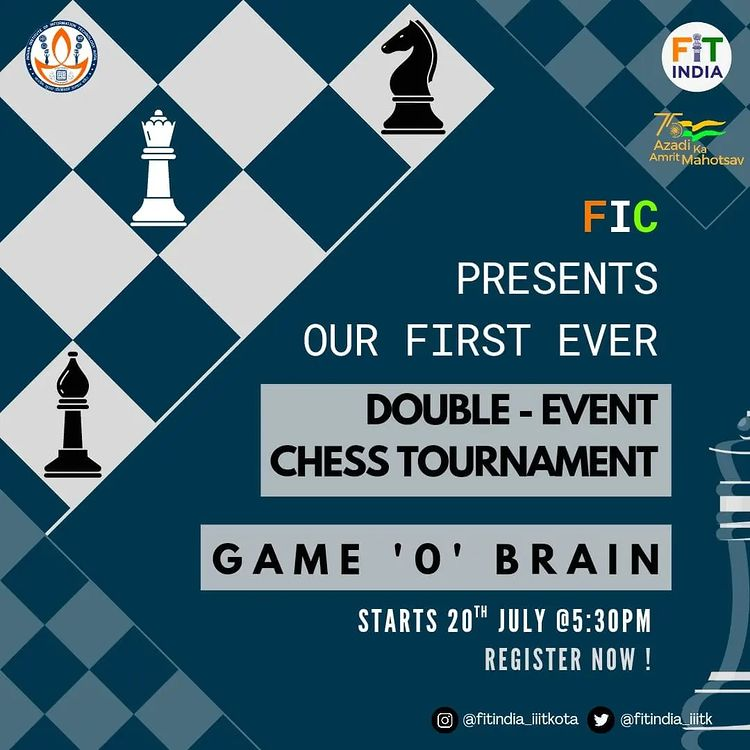 FIT
INDIA
75
Azadi Ka
Amrit Mahotsav
FIC
PRESENTS
OUR FIRST EVER
DOUBLE - EVENT
CHESS TOURNAMENT
GAME 'O' BRAIN
STARTS 20TH JULY @5:30PM
REGISTER NOW !
@fitindia_iiitkota @fitindia_iiitk